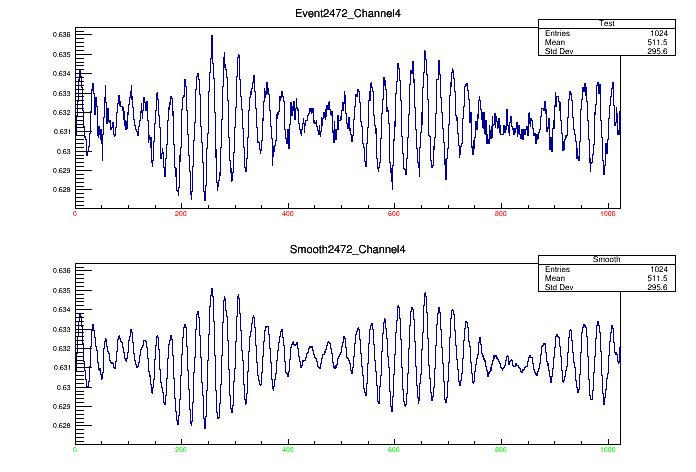 Event2472_Channel4
Test
Entries 1024
Mean 511.5
Std Dev 295.6
0.636
0.635
0.634
0.633
0.632
0.631
0.63
0.629
0.628
0 200 400 600 800 1000
Smooth2472_Channel4
Smooth
Entries 1024
Mean 511.5
Std Dev 295.6
0.636
0.635
0.634
0.633
0.632
0.631
0.63
0.629
0.628
0 200 400 600 800 1000